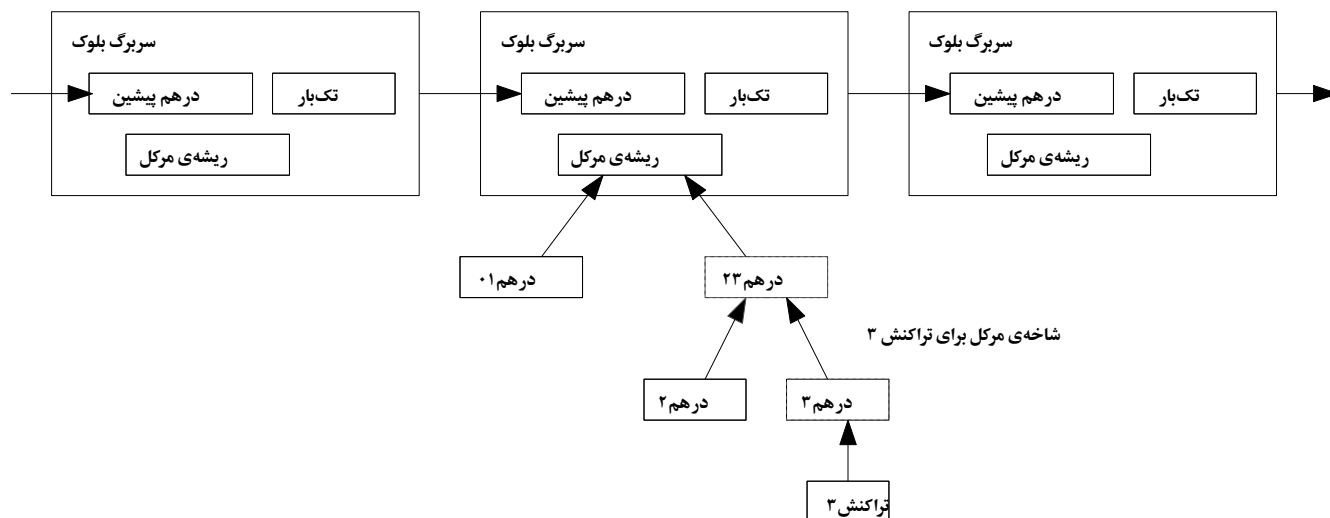 سربرگ بلوک
درهم پیشین
تک‌بار
ریشه‌ی مرکل
سربرگ بلوک
درهم پیشین
تک‌بار
ریشه‌ی مرکل
سربرگ بلوک
درهم پیشین
تک‌بار
ریشه‌ی مرکل
درهم۰۱
درهم۲۳
شاخه‌ی مرکل برای تراکنش ۳
درهم۲
درهم۳
تراکنش۳